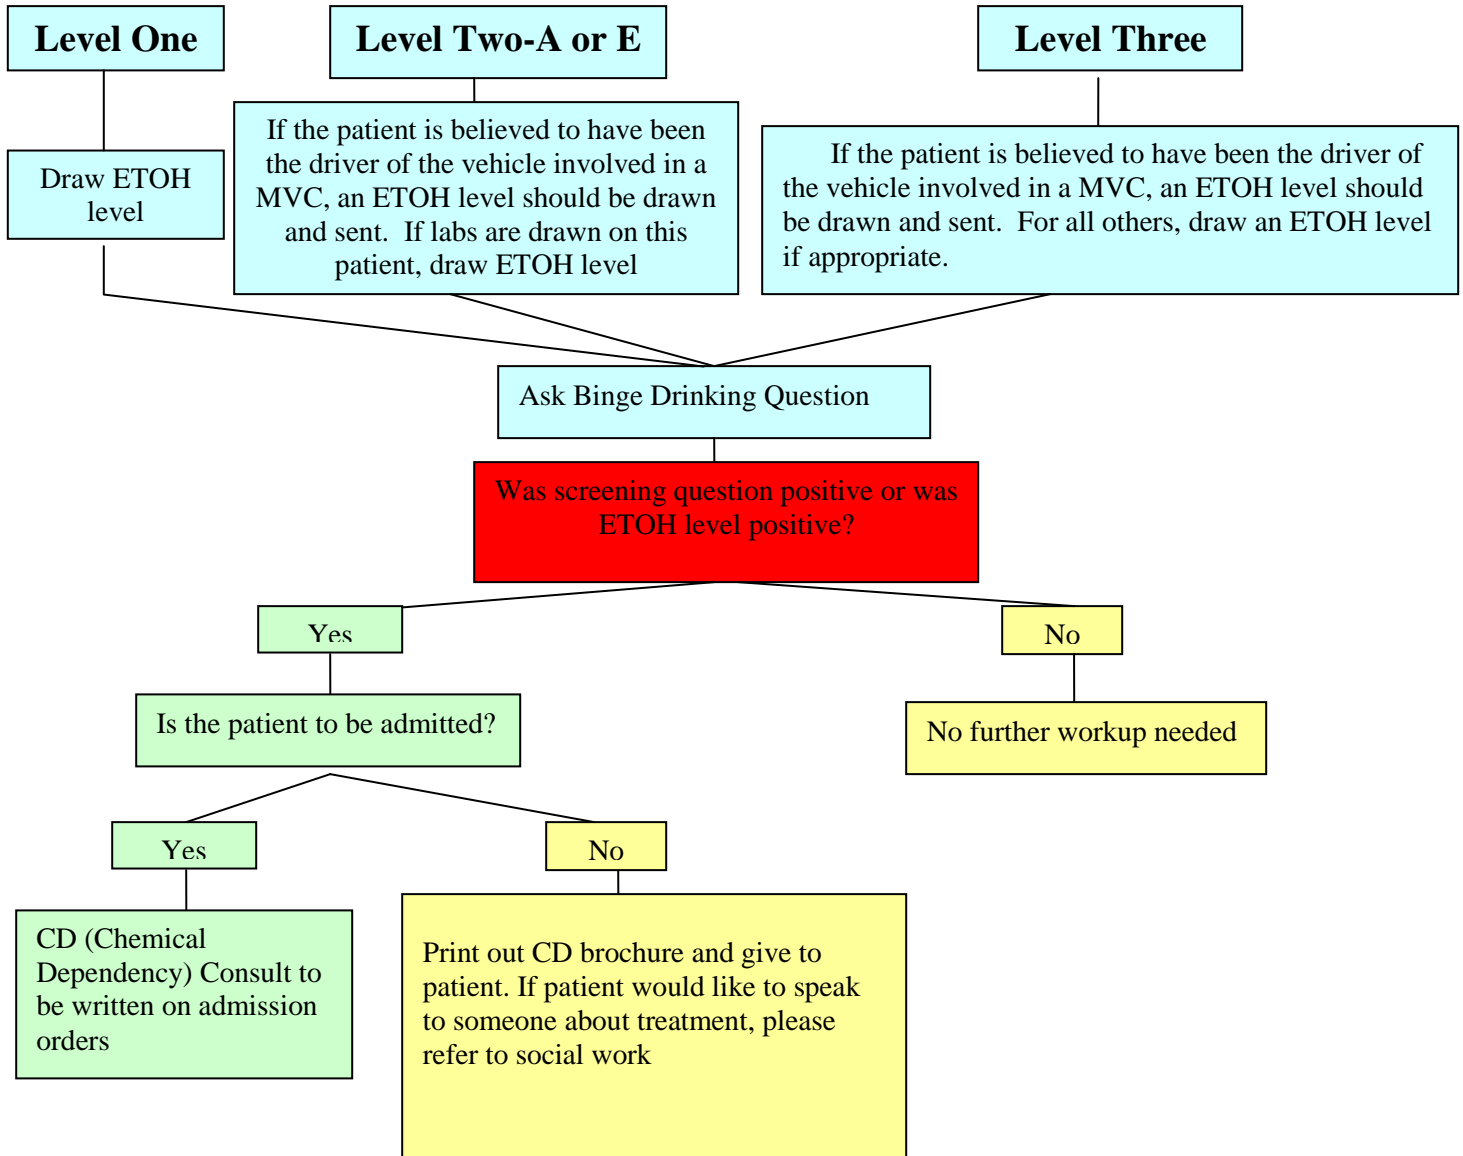 Level One
Level Two-A or E
Level Three
Draw ETOH
level
If the patient is believed to have been
the driver of the vehicle involved in a
MVC, an ETOH level should be drawn
and sent. If labs are drawn on this
patient, draw ETOH level
If the patient is believed to have been the driver of
the vehicle involved in a MVC, an ETOH level should
be drawn and sent. For all others, draw an ETOH level
if appropriate.
Ask Binge Drinking Question
Was screening question positive or was
ETOH level positive?
Yes
No
Is the patient to be admitted?
No further workup needed
Yes
No
CD (Chemical
Dependency) Consult to
be written on admission
orders
Print out CD brochure and give to
patient. If patient would like to speak
to someone about treatment, please
refer to social work